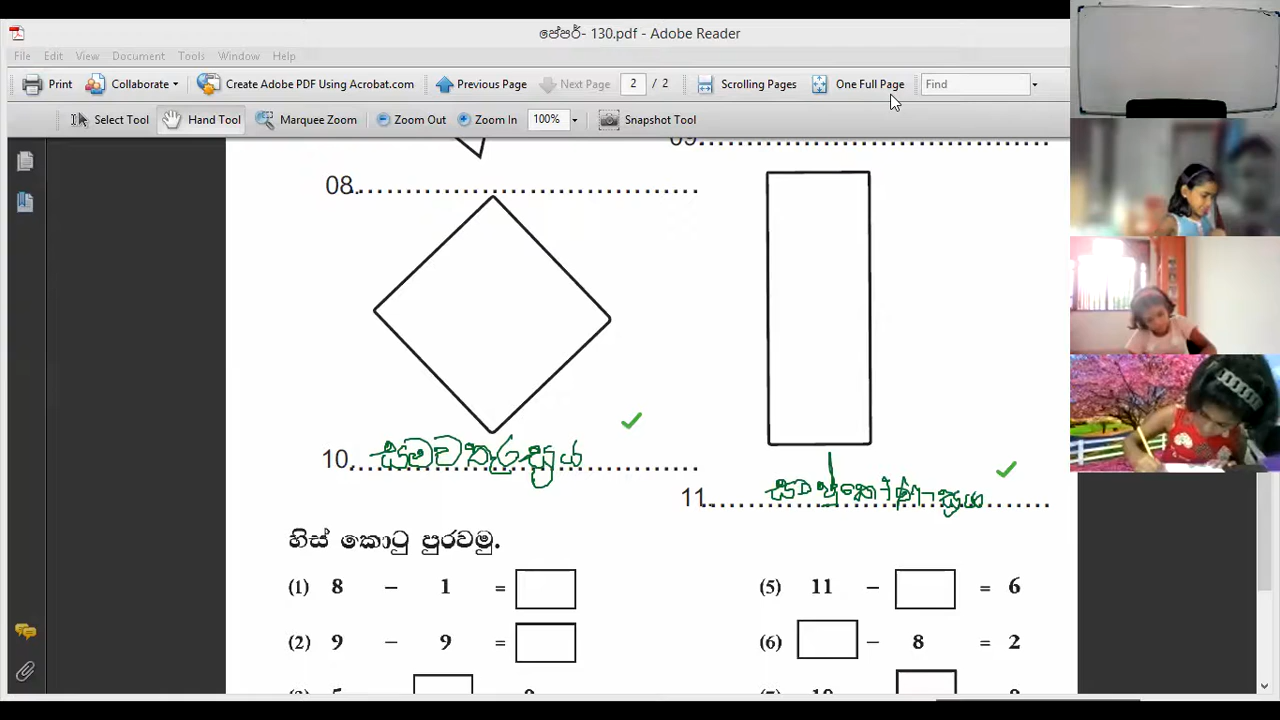 පේපර්- 130.pdf - Adobe Reader
File Edit View Document Tools Window Help
Print Collaborate Create Adobe PDF Using Acrobat.com Previous Page Next Page 2 / 2 Scrolling Pages One Full Page Find
Select Tool Hand Tool Marquee Zoom Zoom Out Zoom In 100% Snapshot Tool
09.
08.
10. සමචතුරස්‍රය
11. සෘජුකෝණාස්‍රය
හිස් කොටු පුරවමු.
(1) 8 − 1 =
(5) 11 − = 6
(2) 9 − 9 =
(6) − 8 = 2